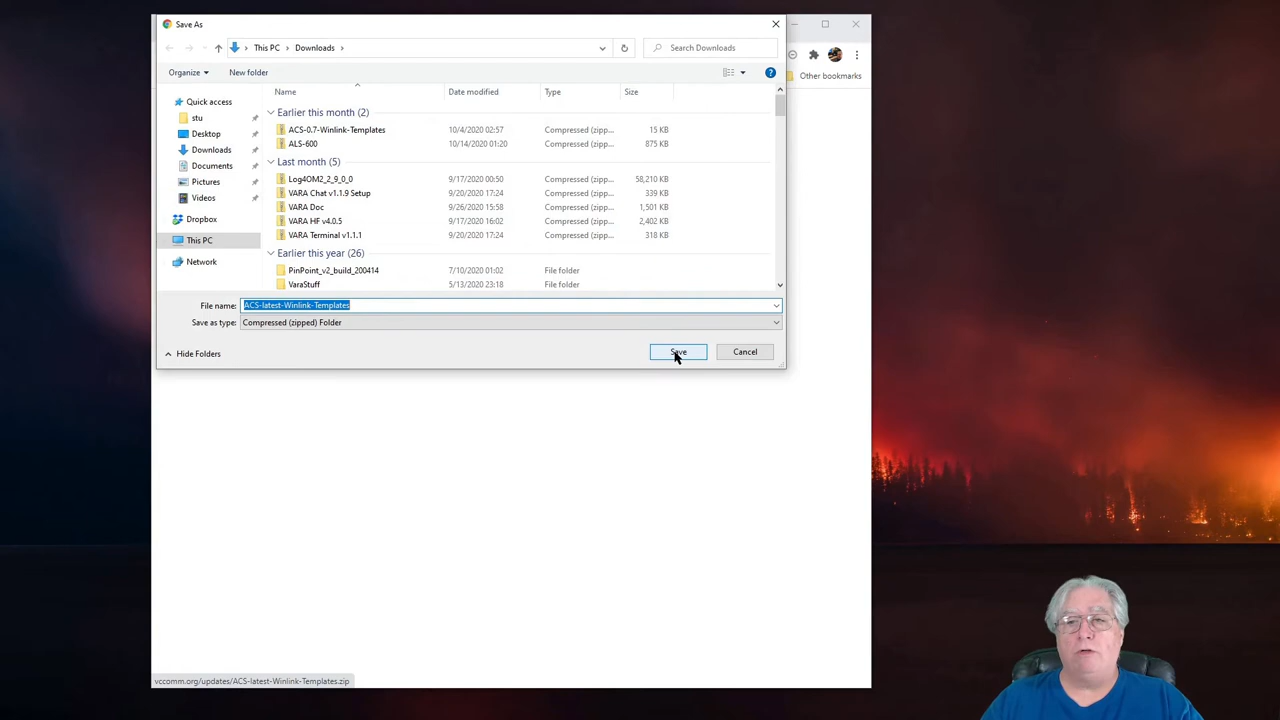 Save As
This PC > Downloads >
Search Downloads
Organize
New folder
Other bookmarks
Name
Date modified
Type
Size
Quick access
stu
Desktop
Downloads
Documents
Pictures
Videos
Dropbox
This PC
Network
Earlier this month (2)
ACS-0.7-Winlink-Templates 10/4/2020 02:57 Compressed (zipp... 15 KB
ALS-600 10/14/2020 01:20 Compressed (zipp... 875 KB
Last month (5)
Log4OM2_2_9_0_0 9/17/2020 00:50 Compressed (zipp... 58,210 KB
VARA Chat v1.1.9 Setup 9/20/2020 17:24 Compressed (zipp... 339 KB
VARA Doc 9/26/2020 15:58 Compressed (zipp... 1,501 KB
VARA HF v4.0.5 9/17/2020 16:02 Compressed (zipp... 2,402 KB
VARA Terminal v1.1.1 9/20/2020 17:24 Compressed (zipp... 318 KB
Earlier this year (26)
PinPoint_v2_build_200414 7/10/2020 01:02 File folder
VaraStuff 5/13/2020 23:18 File folder
File name: ACS-latest-Winlink-Templates
Save as type: Compressed (zipped) Folder
Hide Folders
Save
Cancel
vccomm.org/updates/ACS-latest-Winlink-Templates.zip